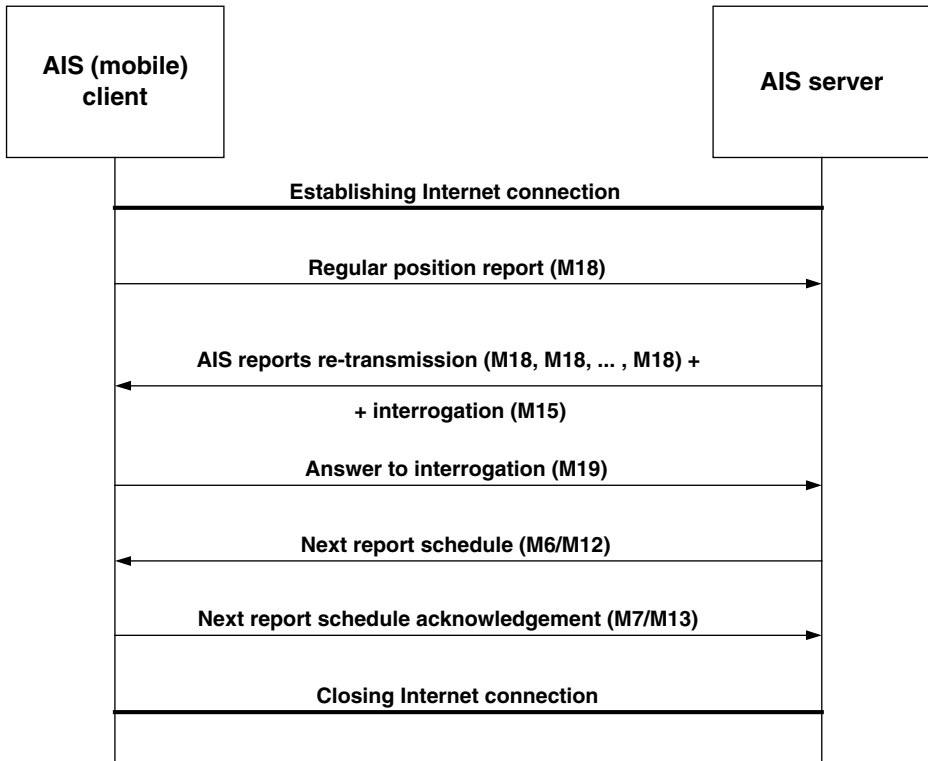 AIS (mobile)
client
AIS server
Establishing Internet connection
Regular position report (M18)
AIS reports re-transmission (M18, M18, ... , M18) +
+ interrogation (M15)
Answer to interrogation (M19)
Next report schedule (M6/M12)
Next report schedule acknowledgement (M7/M13)
Closing Internet connection